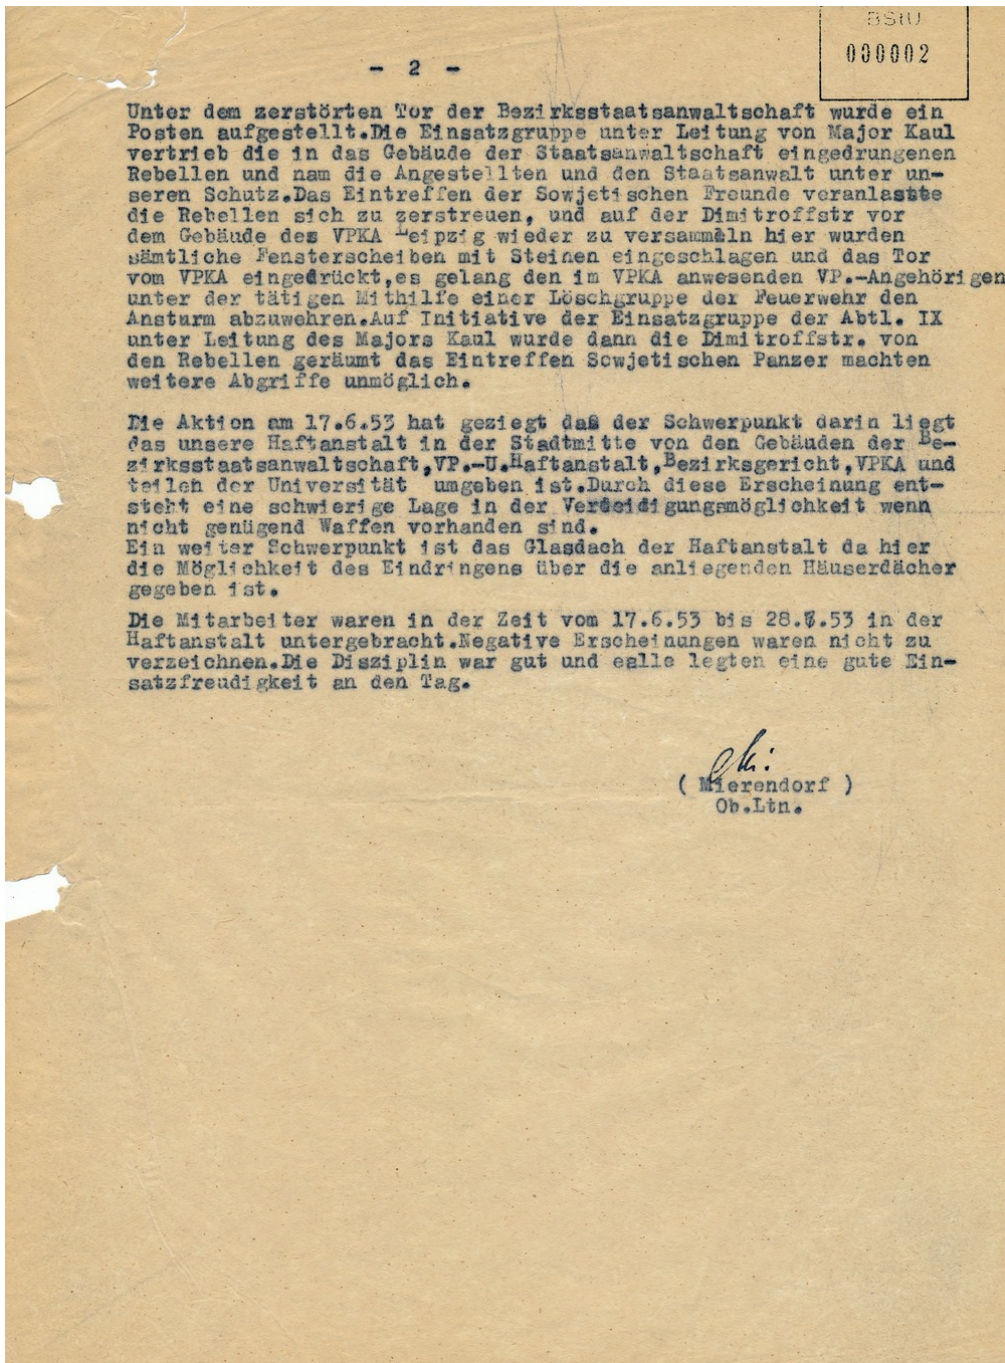 BStU
000002
- 2 -
Unter dem zerstörten Tor der Bezirksstaatsanwaltschaft wurde ein
Posten aufgestellt.Die Einsatzgruppe unter Leitung von Major Kaul
vertrieb die in das Gebäude der Staatsanwaltschaft eingedrungenen
Rebellen und nam die Angestellten und den Staatsanwalt unter un-
seren Schutz.Das Eintreffen der Sowjetischen Freunde veranlasste
die Rebellen sich zu zerstreuen, und auf der Dimitroffstr vor
dem Gebäude des VPKA Leipzig wieder zu versammeln hier wurden
sämtliche Fensterscheiben mit Steinen eingeschlagen und das Tor
vom VPKA eingedrückt,es gelang den im VPKA anwesenden VP.-Angehörigen
unter der tätigen Mithilfe einer Löschgruppe der Feuerwehr den
Ansturm abzuwehren.Auf Initiative der Einsatzgruppe der Abtl. IX
unter Leitung des Majors Kaul wurde dann die Dimitroffstr. von
den Rebellen geräumt das Eintreffen Sowjetischen Panzer machten
weitere Abgriffe unmöglich.
Die Aktion am 17.6.53 hat geziegt daß der Schwerpunkt darin liegt
das unsere Haftanstalt in der Stadtmitte von den Gebäuden der Be-
zirksstaatsanwaltschaft,VP.-U.Haftanstalt,Bezirksgericht,VPKA und
teilen der Universität umgeben ist.Durch diese Erscheinung ent-
steht eine schwierige Lage in der Verteidigungsmöglichkeit wenn
nicht genügend Waffen vorhanden sind.
Ein weiter Schwerpunkt ist das Glasdach der Haftanstalt da hier
die Möglichkeit des Eindringens über die anliegenden Häuserdächer
gegeben ist.
Die Mitarbeiter waren in der Zeit vom 17.6.53 bis 28.7.53 in der
Haftanstalt untergebracht.Negative Erscheinungen waren nicht zu
verzeichnen.Die Disziplin war gut und ealle legten eine gute Ein-
satzfreudigkeit an den Tag.
( Mierendorf )
Ob.Ltn.